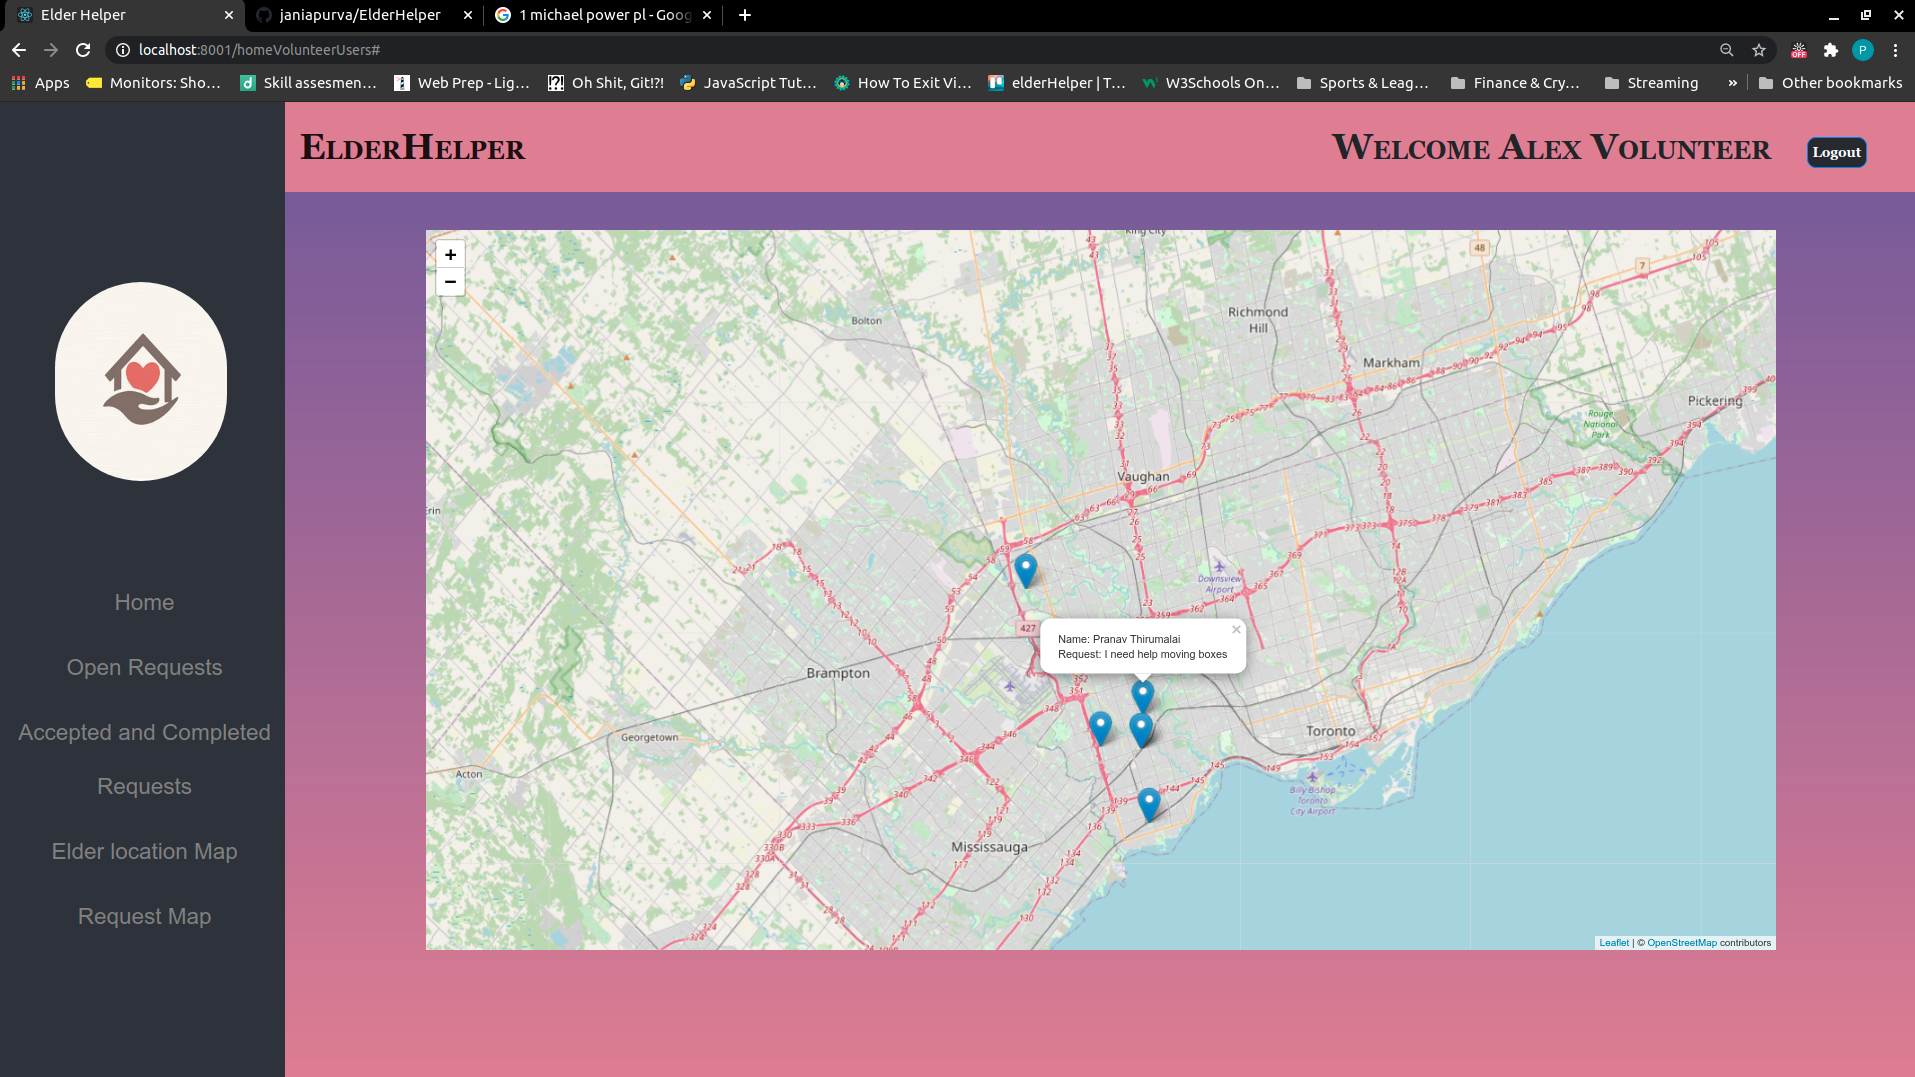 Elder Helper
janiapurva/ElderHelper
1 michael power pl - Goog
localhost:8001/homeVolunteerUsers#
P
Apps
Monitors: Sho...
Skill assesmen...
Web Prep - Lig...
Oh Shit, Git!?!
JavaScript Tut...
How To Exit Vi...
elderHelper | T...
W3Schools On...
Sports & Leag...
Finance & Cry...
Streaming
»
Other bookmarks
ElderHelper
Welcome Alex Volunteer
Logout
Home
Open Requests
Accepted and Completed
Requests
Elder location Map
Request Map
+
−
King City
Bolton
Richmond
Hill
Markham
Pickering
Rouge
National
Park
Vaughan
Erin
Downsview
Airport
427
Name: Pranav Thirumalai
Request: I need help moving boxes
×
Brampton
Georgetown
Acton
Toronto
Billy Bishop
Toronto
City Airport
Mississauga
Leaflet | © OpenStreetMap contributors